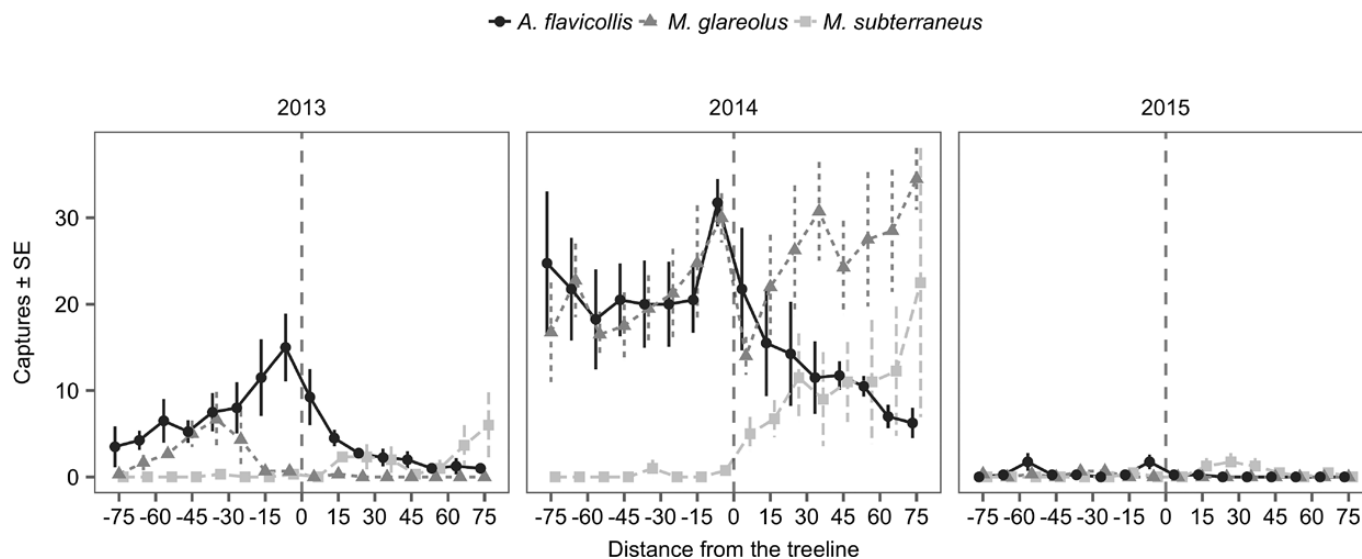 A. flavicollis M. glareolus M. subterraneus
2013 2014 2015
Captures ± SE
30
20
10
0
-75 -60 -45 -30 -15 0 15 30 45 60 75 -75 -60 -45 -30 -15 0 15 30 45 60 75 -75 -60 -45 -30 -15 0 15 30 45 60 75
Distance from the treeline